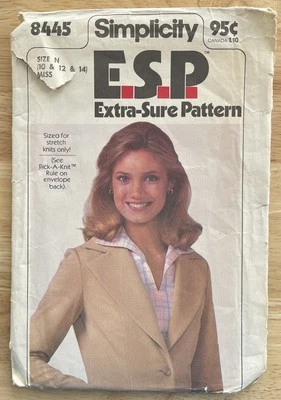 8445 Simplicity 95¢
CANADA 1.10
SIZE N
(10 & 12 & 14)
MISS
E.S.P.™
Extra-Sure Pattern
Sized for
stretch
knits only!
(See
Pick-A-Knit™
Rule on
envelope
back).